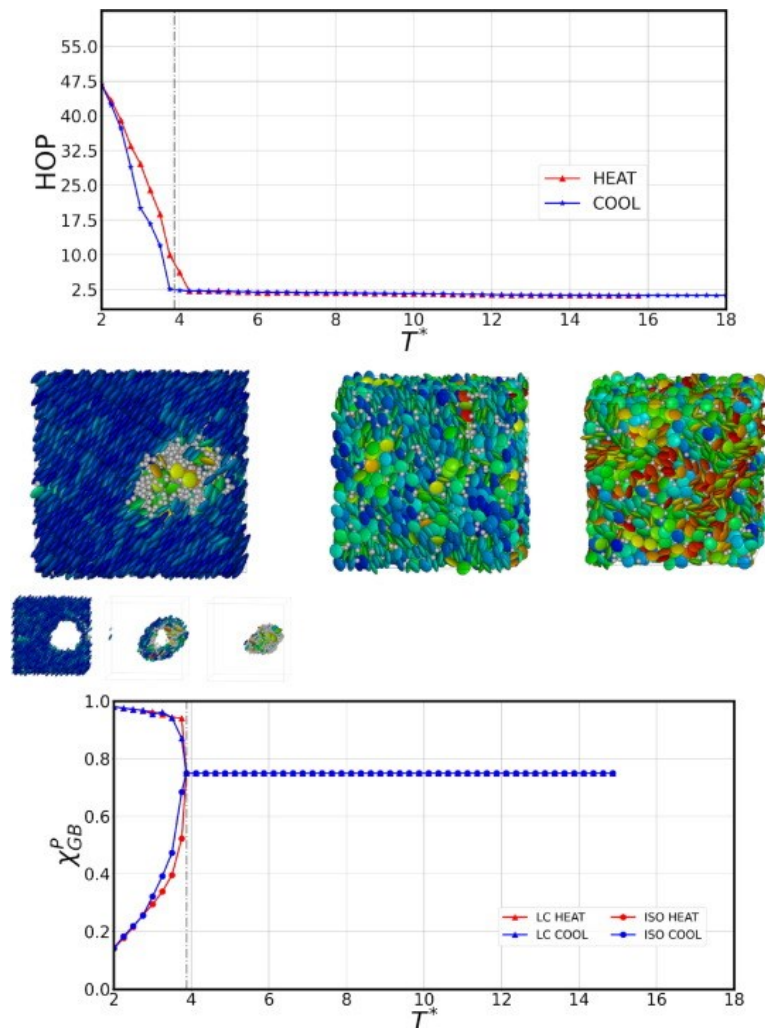 55.0
47.5
40.0
32.5
25.0
17.5
10.0
2.5
HOP
HEAT
COOL
2 4 6 8 10 12 14 16 18
T*
1.0
0.8
0.6
0.4
0.2
0.0
χ^P_GB
LC HEAT ISO HEAT
LC COOL ISO COOL
2 4 6 8 10 12 14 16 18
T*